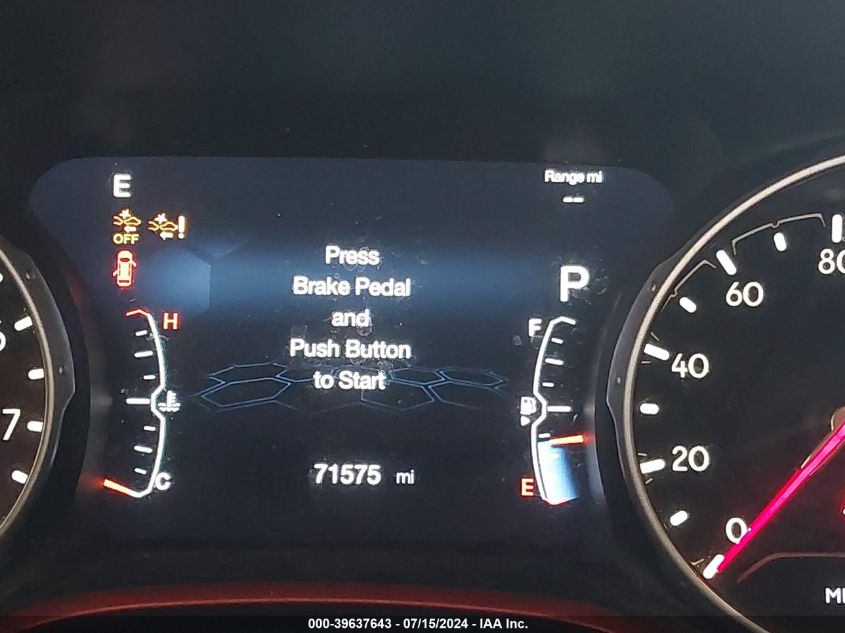 E
Range mi
--
OFF
Press
Brake Pedal
and
Push Button
to Start
P
H
C
F
E
71575 mi
6
7
80
60
40
20
0
000-39637643 - 07/15/2024 - IAA Inc.